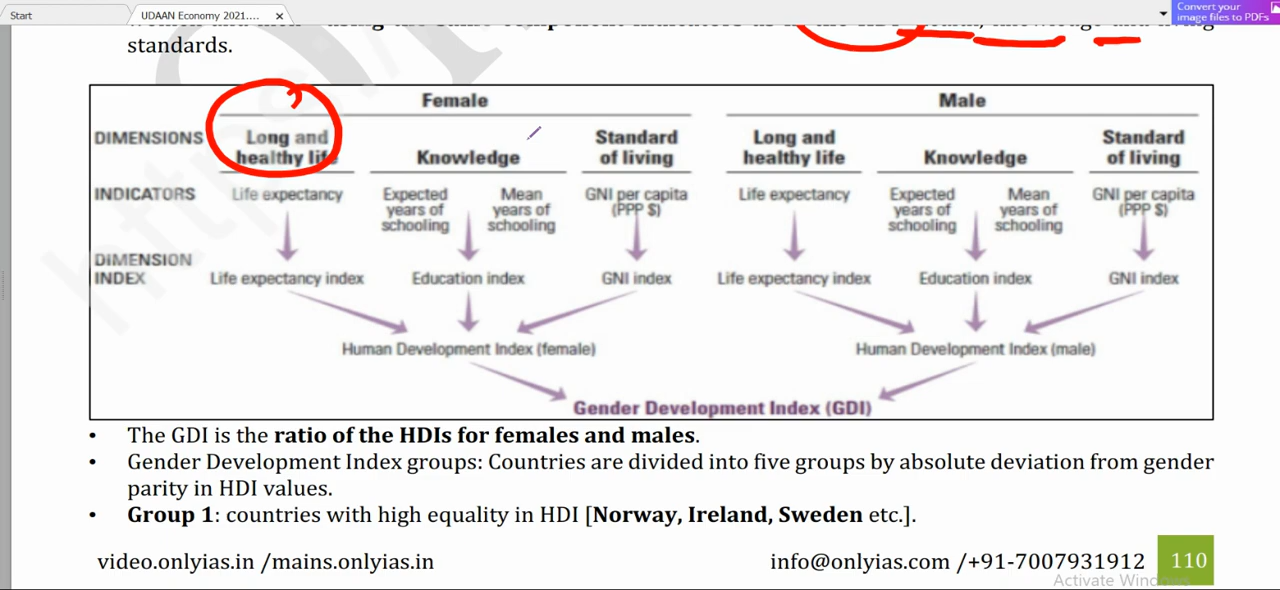 Start
UDAAN Economy 2021....
Convert your
image files to PDFs
standards.
Female
Male
DIMENSIONS
Long and
healthy life
Knowledge
Standard
of living
Long and
healthy life
Knowledge
Standard
of living
INDICATORS
Life expectancy
Expected
years of
schooling
Mean
years of
schooling
GNI per capita
(PPP $)
Life expectancy
Expected
years of
schooling
Mean
years of
schooling
GNI per capita
(PPP $)
DIMENSION
INDEX
Life expectancy index
Education index
GNI index
Life expectancy index
Education index
GNI index
Human Development Index (female)
Human Development Index (male)
Gender Development Index (GDI)
• The GDI is the ratio of the HDIs for females and males.
• Gender Development Index groups: Countries are divided into five groups by absolute deviation from gender
parity in HDI values.
• Group 1: countries with high equality in HDI [Norway, Ireland, Sweden etc.].
video.onlyias.in /mains.onlyias.in
info@onlyias.com /+91-7007931912
110
Activate Windows